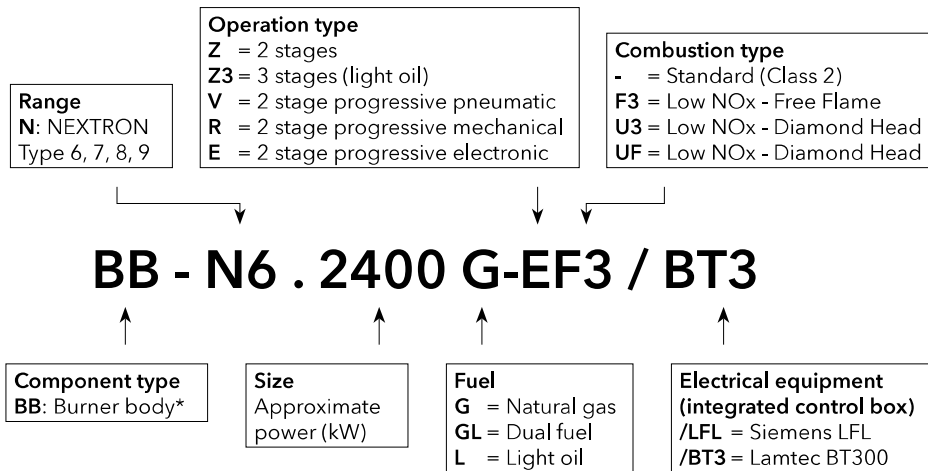 Operation type
Z = 2 stages
Z3 = 3 stages (light oil)
V = 2 stage progressive pneumatic
R = 2 stage progressive mechanical
E = 2 stage progressive electronic
Combustion type
- = Standard (Class 2)
F3 = Low NOx - Free Flame
U3 = Low NOx - Diamond Head
UF = Low NOx - Diamond Head
Range
N: NEXTRON
Type 6, 7, 8, 9
BB - N6 . 2400 G-EF3 / BT3
Component type
BB: Burner body*
Size
Approximate
power (kW)
Fuel
G = Natural gas
GL = Dual fuel
L = Light oil
Electrical equipment
(integrated control box)
/LFL = Siemens LFL
/BT3 = Lamtec BT300